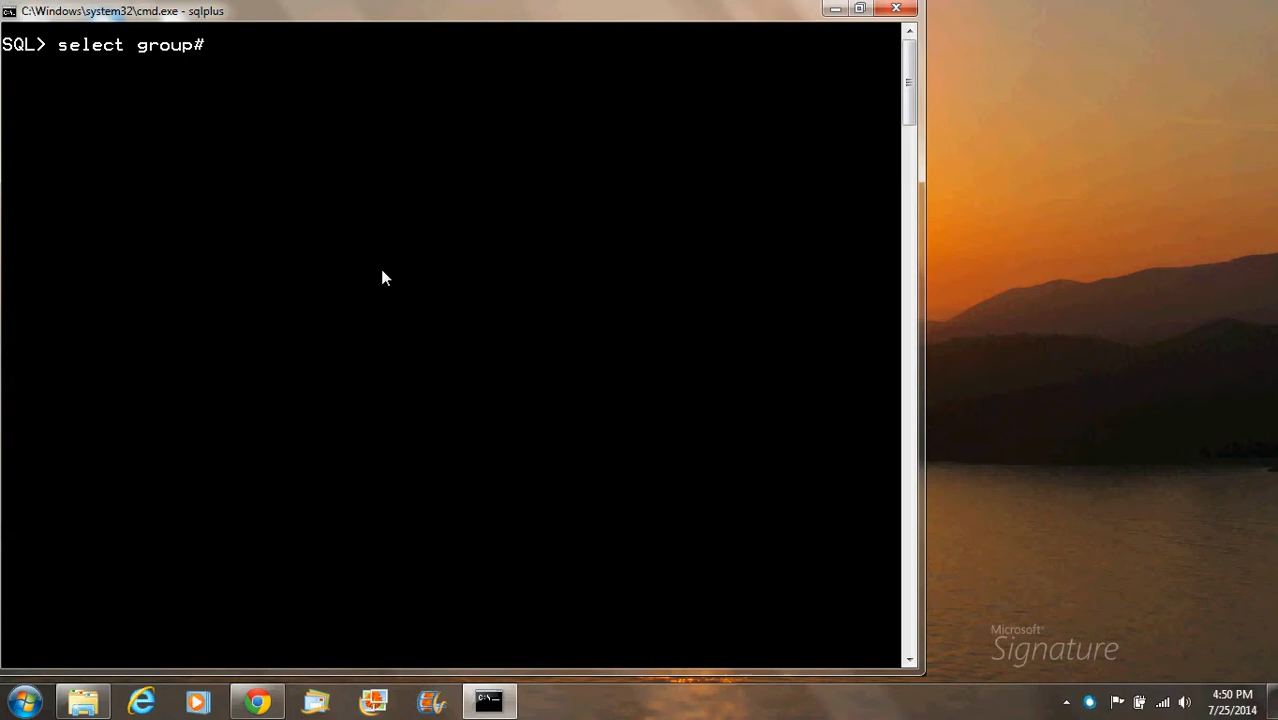 C:\Windows\system32\cmd.exe - sqlplus
SQL> select group#
Microsoft
Signature
4:50 PM
7/25/2014